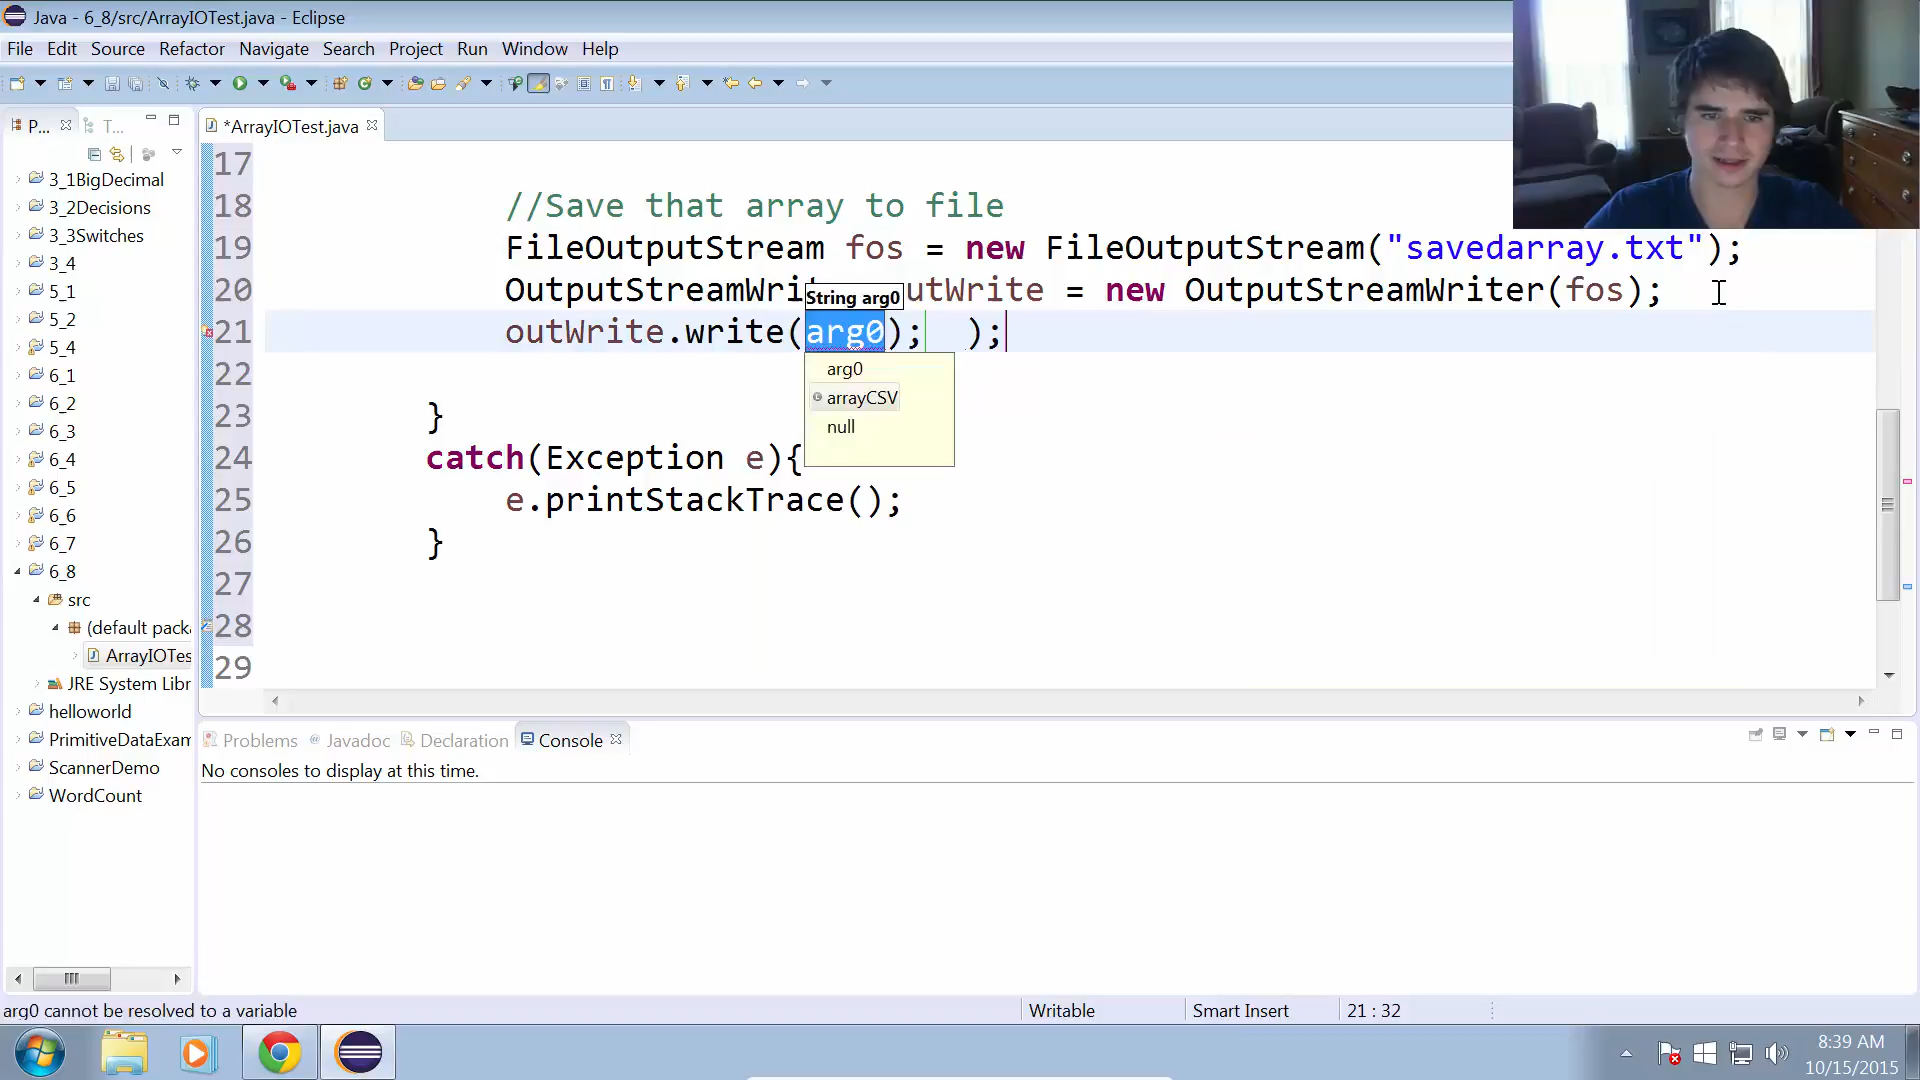 Java - 6_8/src/ArrayIOTest.java - Eclipse
File Edit Source Refactor Navigate Search Project Run Window Help
P... T...
*ArrayIOTest.java
3_1BigDecimal
3_2Decisions
3_3Switches
3_4
5_1
5_2
5_4
6_1
6_2
6_3
6_4
6_5
6_6
6_7
6_8
src
(default packa
ArrayIOTes
JRE System Libr
helloworld
PrimitiveDataExam
ScannerDemo
WordCount
17
18 //Save that array to file
19 FileOutputStream fos = new FileOutputStream("savedarray.txt");
20 OutputStreamWrit utWrite = new OutputStreamWriter(fos);
String arg0
21 outWrite.write(arg0); );
arg0
arrayCSV
null
22
23 }
24 catch(Exception e){
25 e.printStackTrace();
26 }
27
28
29
Problems @ Javadoc Declaration Console
No consoles to display at this time.
arg0 cannot be resolved to a variable Writable Smart Insert 21 : 32
8:39 AM
10/15/2015